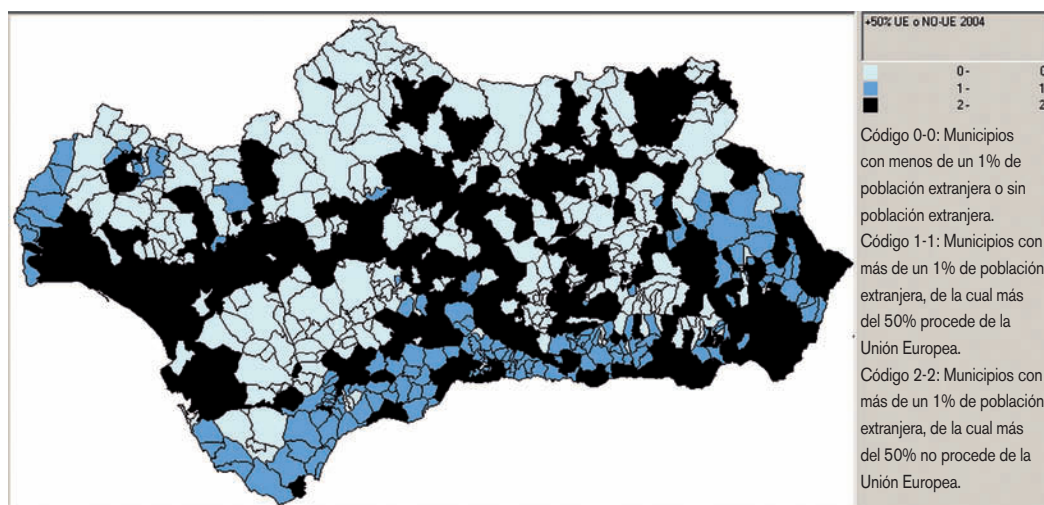 +50% UE o NO-UE 2004
0- 0
1- 1
2- 2
Código 0-0: Municipios
con menos de un 1% de
población extranjera o sin
población extranjera.
Código 1-1: Municipios con
más de un 1% de población
extranjera, de la cual más
del 50% procede de la
Unión Europea.
Código 2-2: Municipios con
más de un 1% de población
extranjera, de la cual más
del 50% no procede de la
Unión Europea.